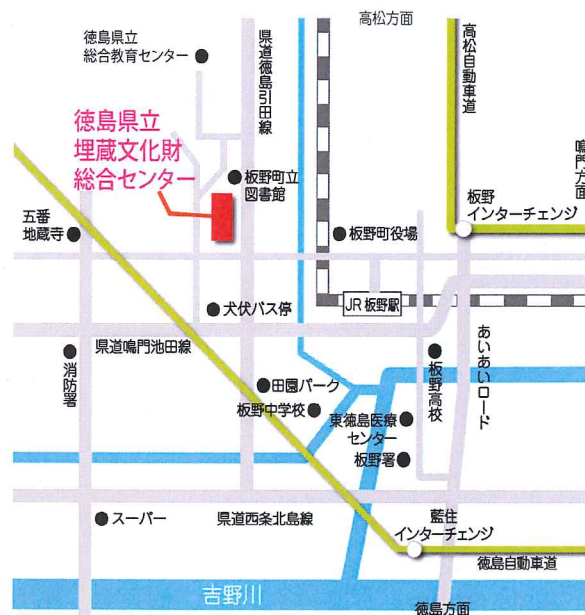 高松方面
徳島県立
総合教育センター
県道徳島引田線
高松自動車道
徳島県立
埋蔵文化財
総合センター
鳴門方面
板野町立
図書館
板野
インターチェンジ
五番
地蔵寺
板野町役場
犬伏バス停
JR 板野駅
県道鳴門池田線
あいあいロード
消防署
板野高校
田園パーク
板野中学校
東徳島医療
センター
板野署
スーパー
県道西条北島線
藍住
インターチェンジ
徳島自動車道
吉野川
徳島方面